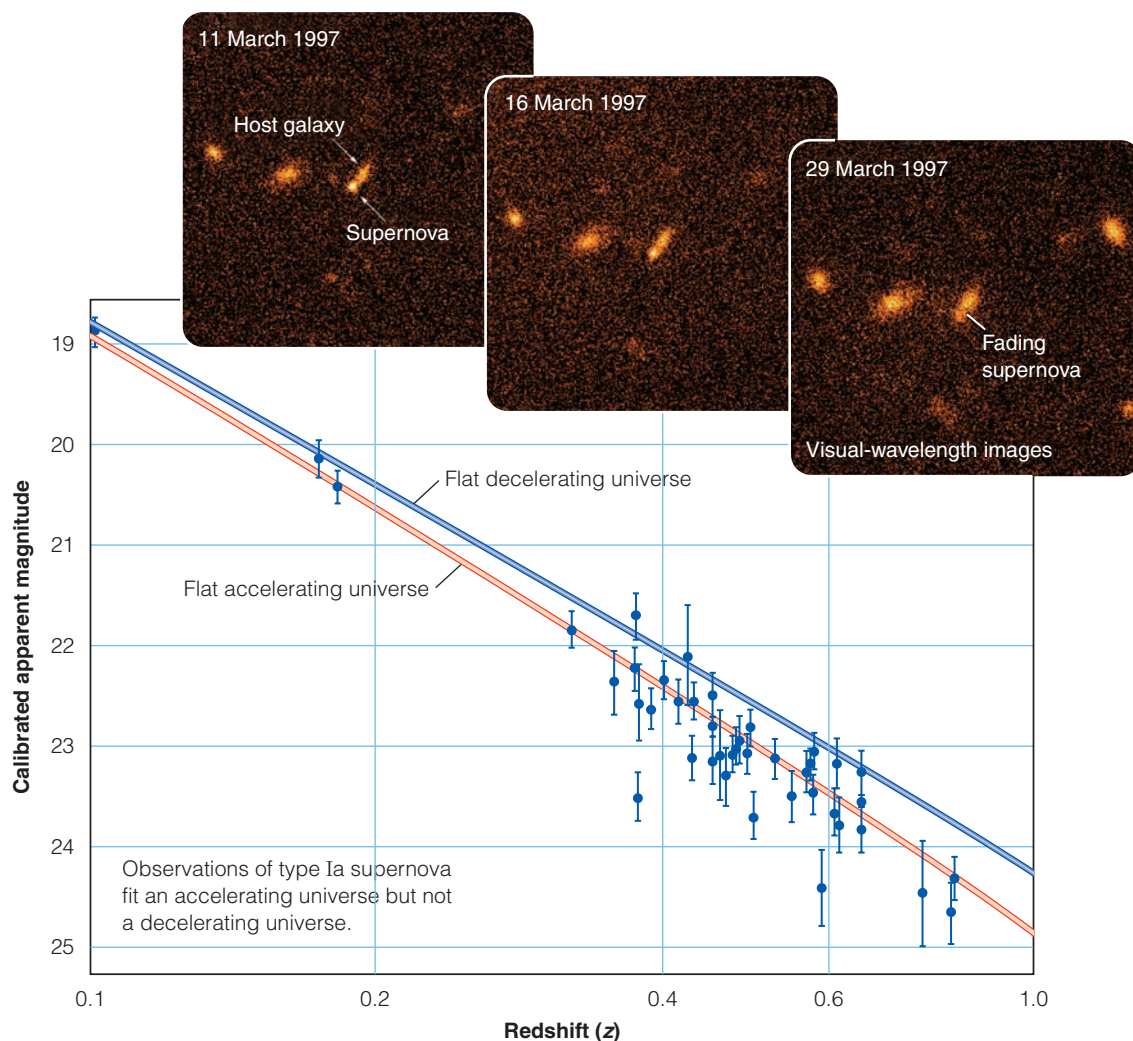 11 March 1997
Host galaxy
Supernova
16 March 1997
29 March 1997
Fading
supernova
Visual-wavelength images
Calibrated apparent magnitude
19
20
21
22
23
24
25
Flat decelerating universe
Flat accelerating universe
Observations of type Ia supernova
fit an accelerating universe but not
a decelerating universe.
0.1
0.2
0.4
0.6
1.0
Redshift (z)